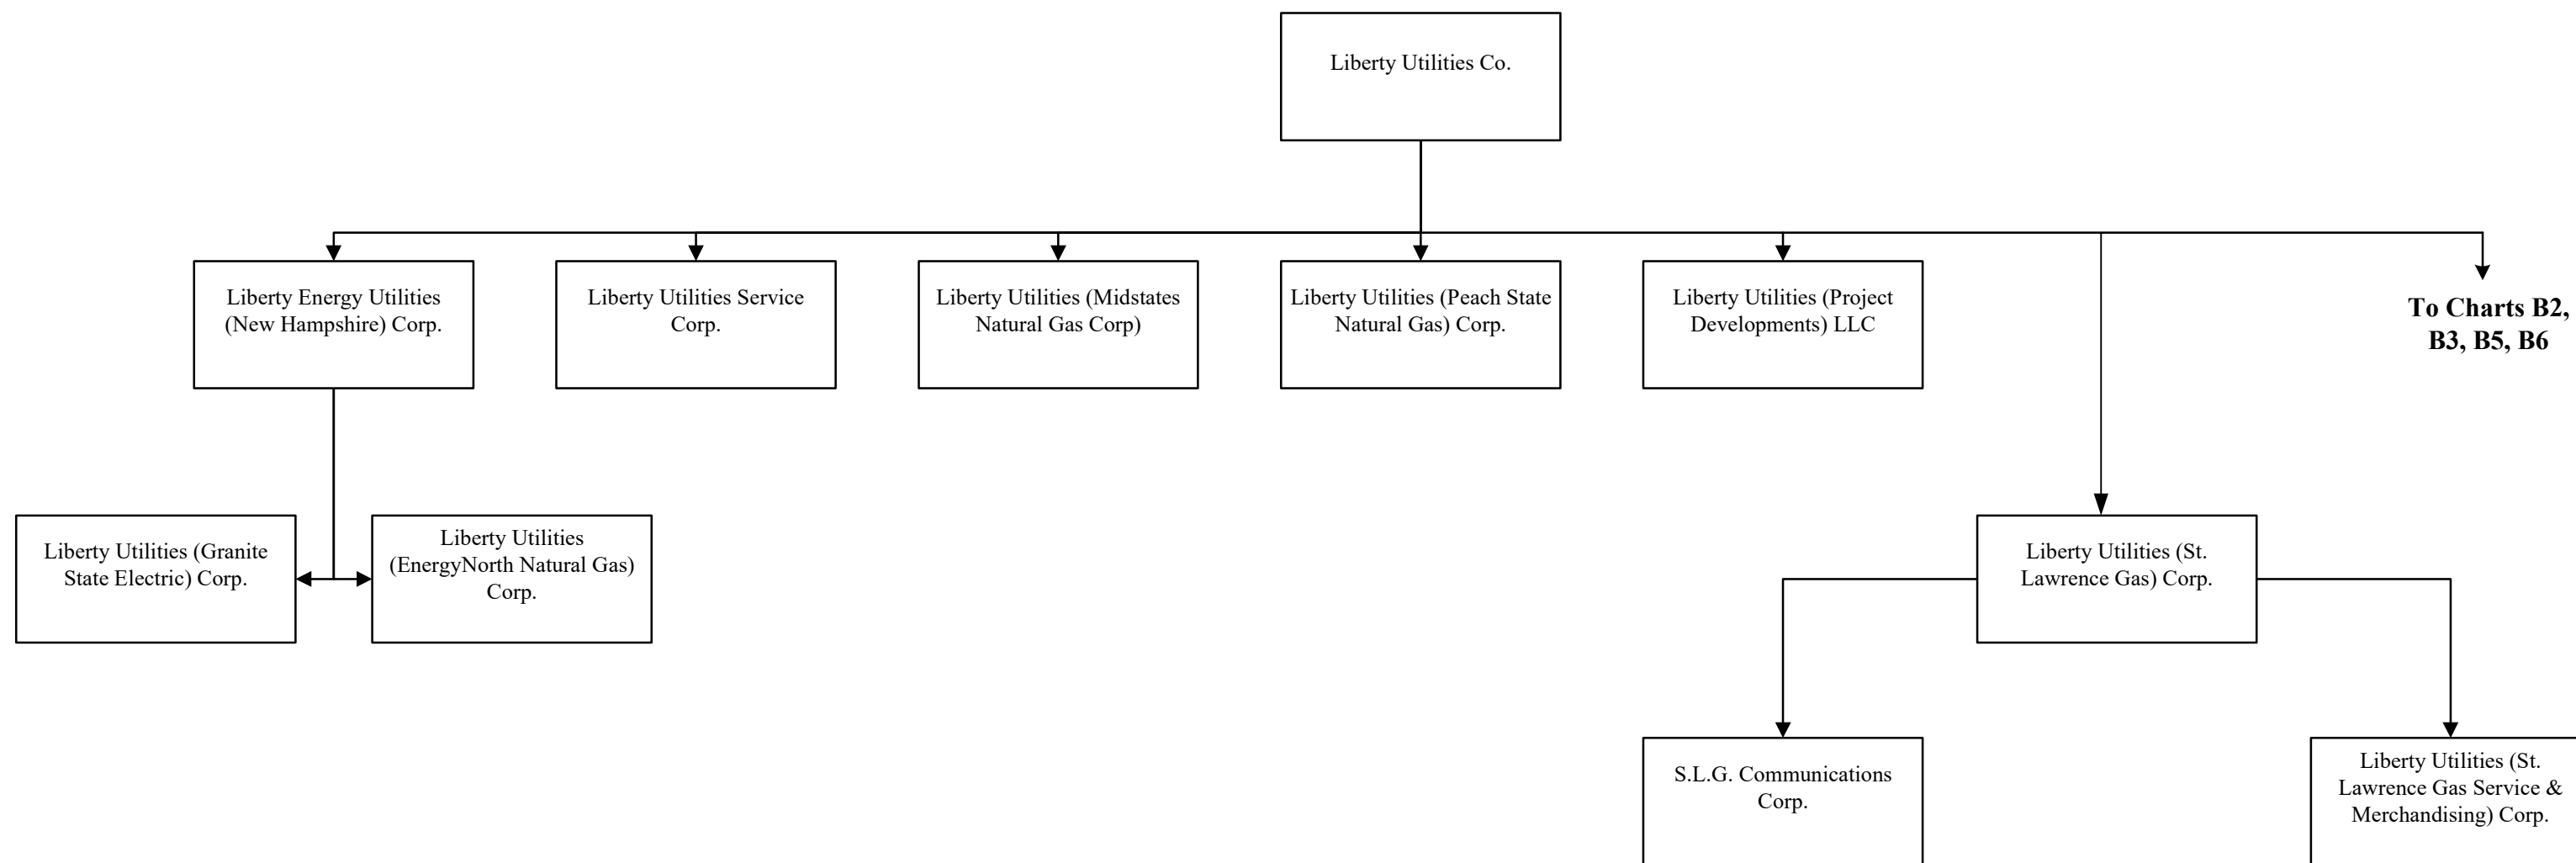 Liberty Utilities Co.
Liberty Energy Utilities
(New Hampshire) Corp.
Liberty Utilities Service
Corp.
Liberty Utilities (Midstates
Natural Gas Corp)
Liberty Utilities (Peach State
Natural Gas) Corp.
Liberty Utilities (Project
Developments) LLC
To Charts B2,
B3, B5, B6
Liberty Utilities (Granite
State Electric) Corp.
Liberty Utilities
(EnergyNorth Natural Gas)
Corp.
Liberty Utilities (St.
Lawrence Gas) Corp.
S.L.G. Communications
Corp.
Liberty Utilities (St.
Lawrence Gas Service &
Merchandising) Corp.